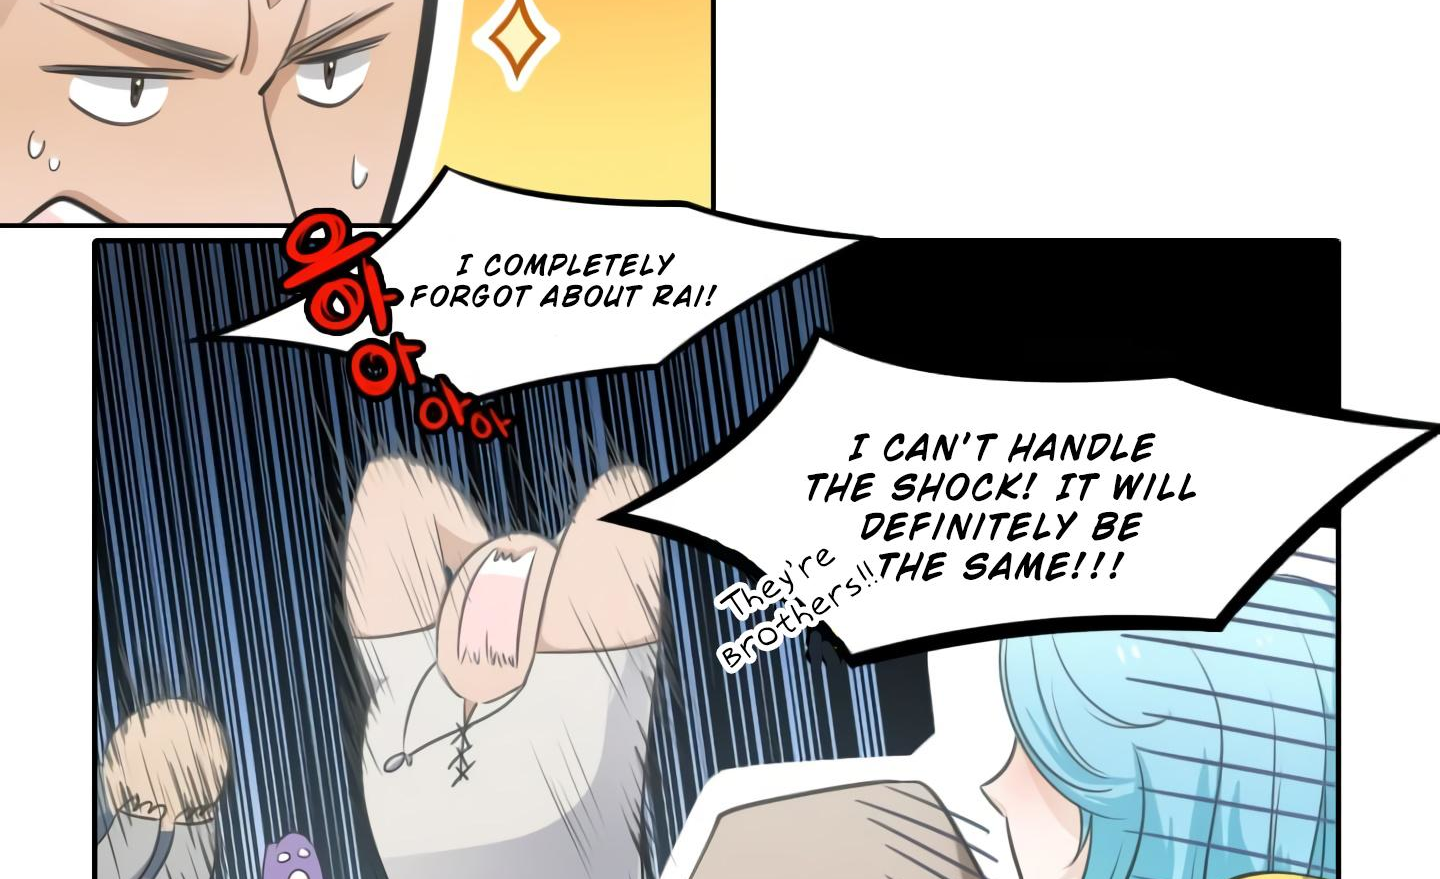 I COMPLETELY
FORGOT ABOUT RAI!
으아
아
아
아
I CAN'T HANDLE
THE SHOCK! IT WILL
DEFINITELY BE
THE SAME!!!
They're
Brothers!!